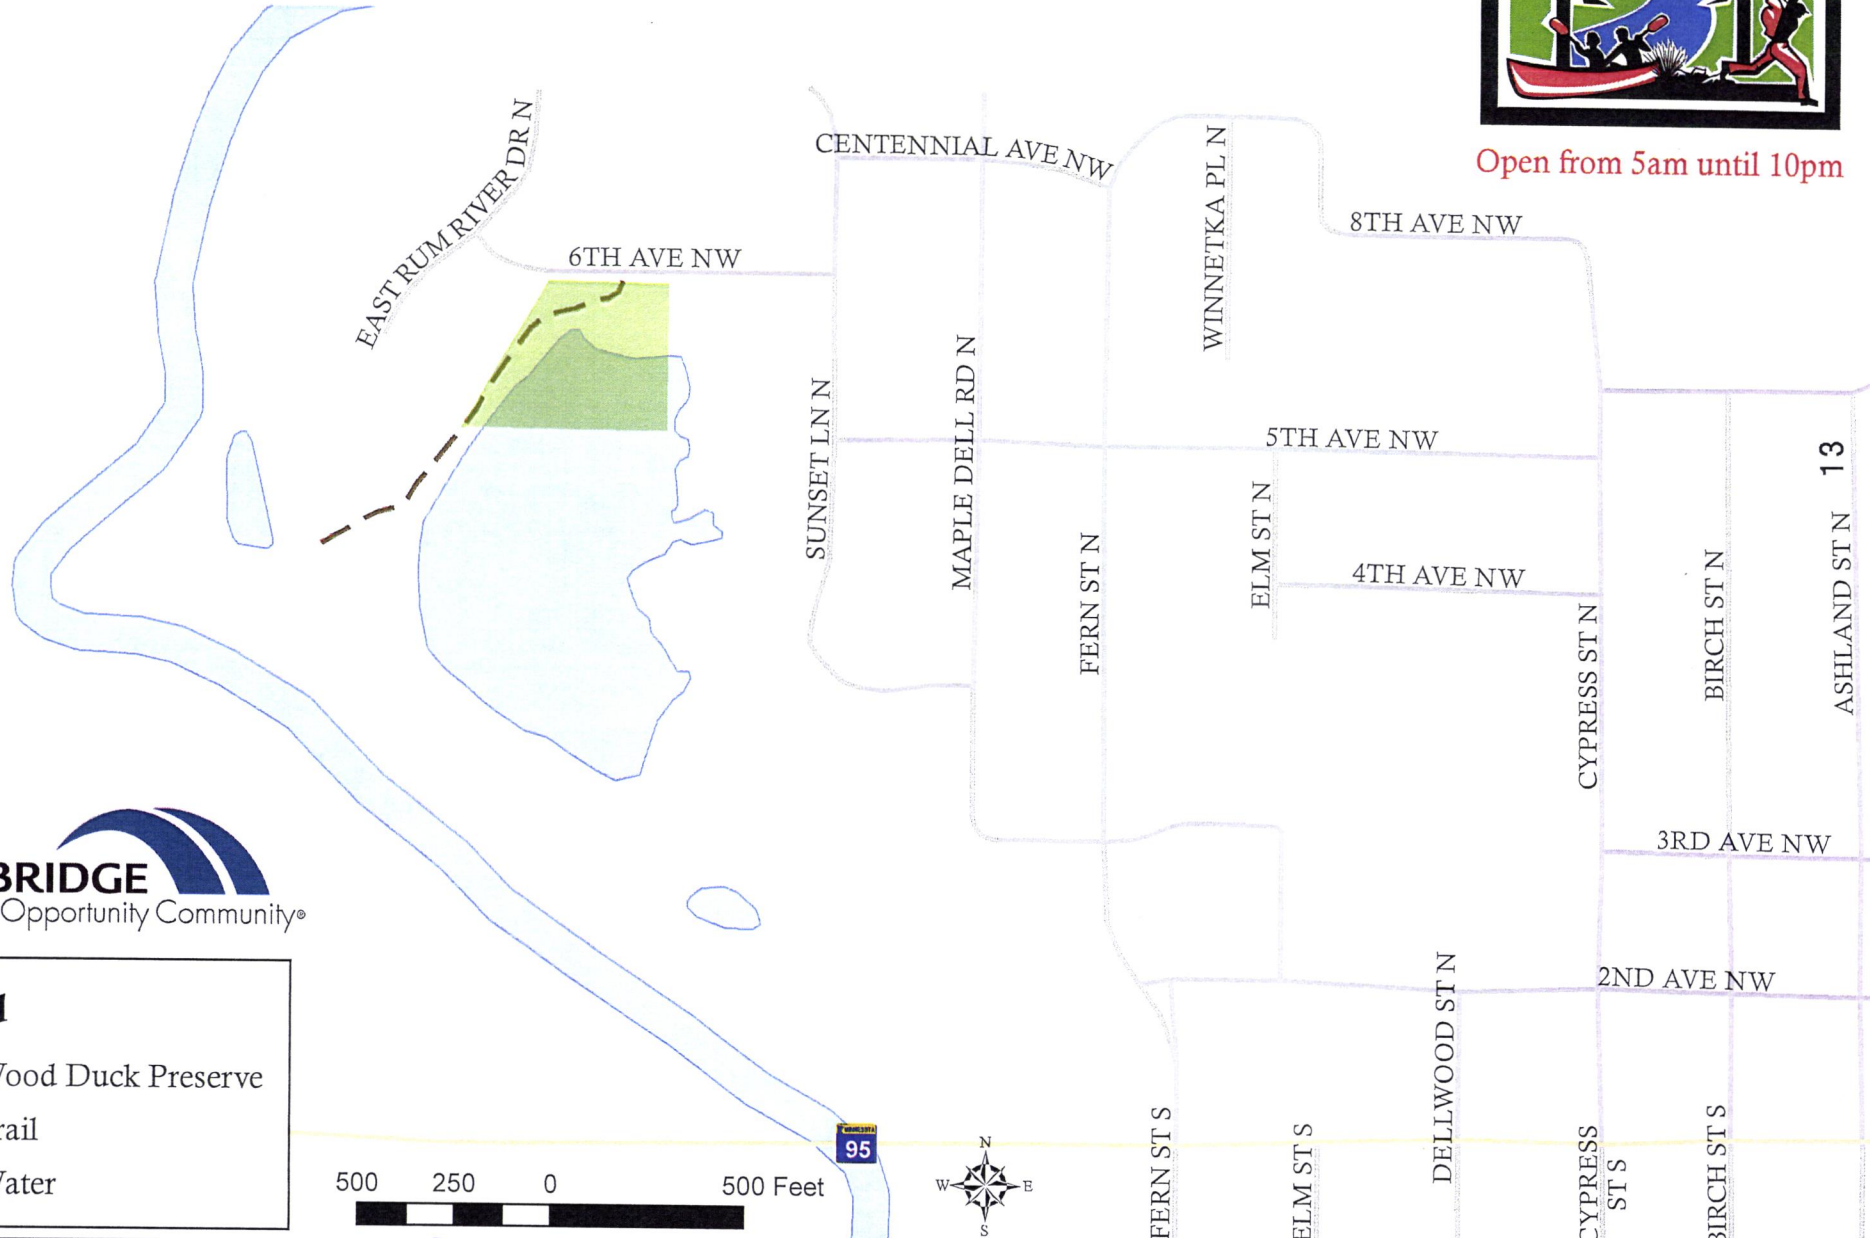 Open from 5am until 10pm
CENTENNIAL AVE NW
EAST RUM RIVER DR N
6TH AVE NW
WINNETKA PL N
8TH AVE NW
SUNSET LN N
MAPLE DELL RD N
5TH AVE NW
13
FERN ST N
ELM ST N
4TH AVE NW
CYPRESS ST N
BIRCH ST N
ASHLAND ST N
3RD AVE NW
BRIDGE
Opportunity Community®
2ND AVE NW
DELLWOOD ST N
Wood Duck Preserve
Water
MINNESOTA
95
500 250 0 500 Feet
N
W E
S
FERN ST S
ELM ST S
CYPRESS
ST S
BIRCH ST S